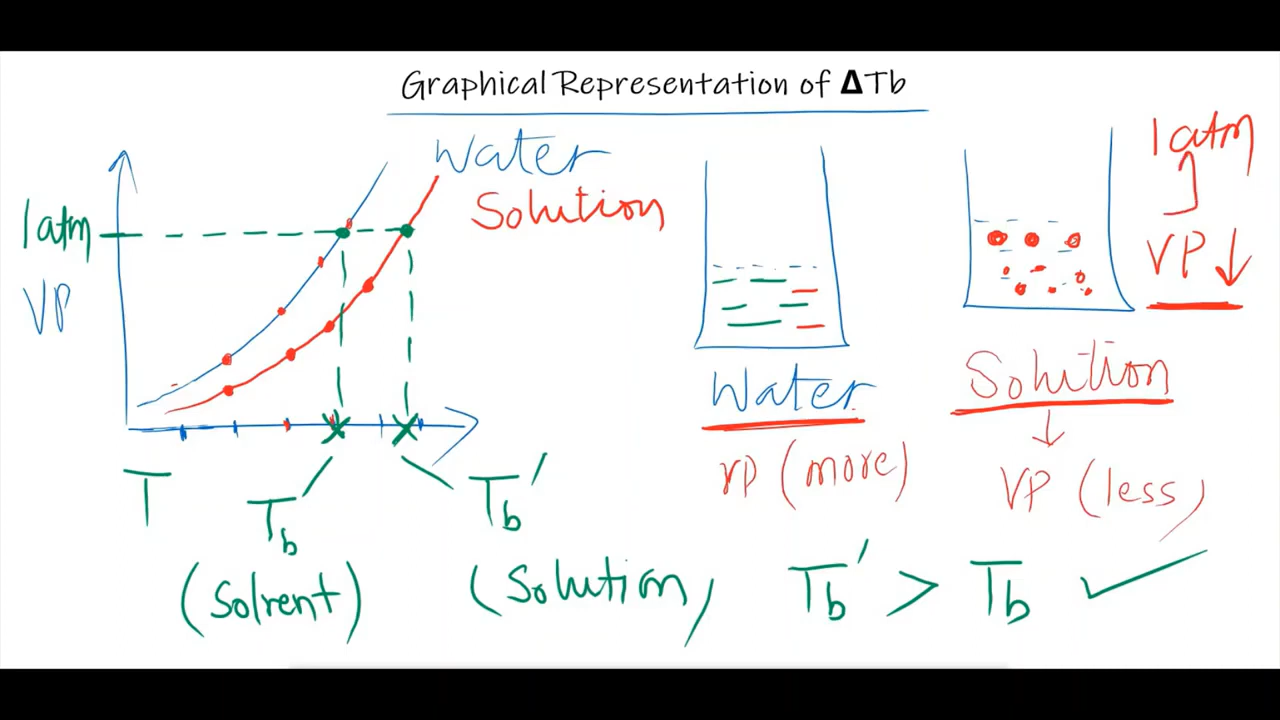 Graphical Representation of ΔTb
Water
Solution
1atm
VP
T
Tb
(Solvent)
Tb'
(Solution)
Water
VP (more)
1atm
VP ↓
Solution
↓
VP (less)
Tb' > Tb ✓